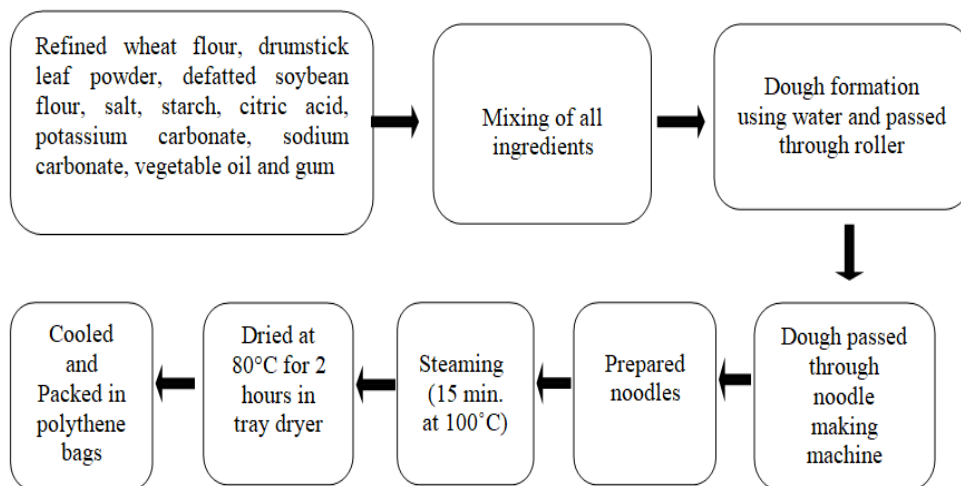 Refined wheat flour, drumstick
leaf powder, defatted soybean
flour, salt, starch, citric acid,
potassium carbonate, sodium
carbonate, vegetable oil and gum
Mixing of all
ingredients
Dough formation
using water and passed
through roller
Dough passed
through
noodle
making
machine
Prepared
noodles
Steaming
(15 min.
at 100˚C)
Dried at
80°C for 2
hours in
tray dryer
Cooled
and
Packed in
polythene
bags